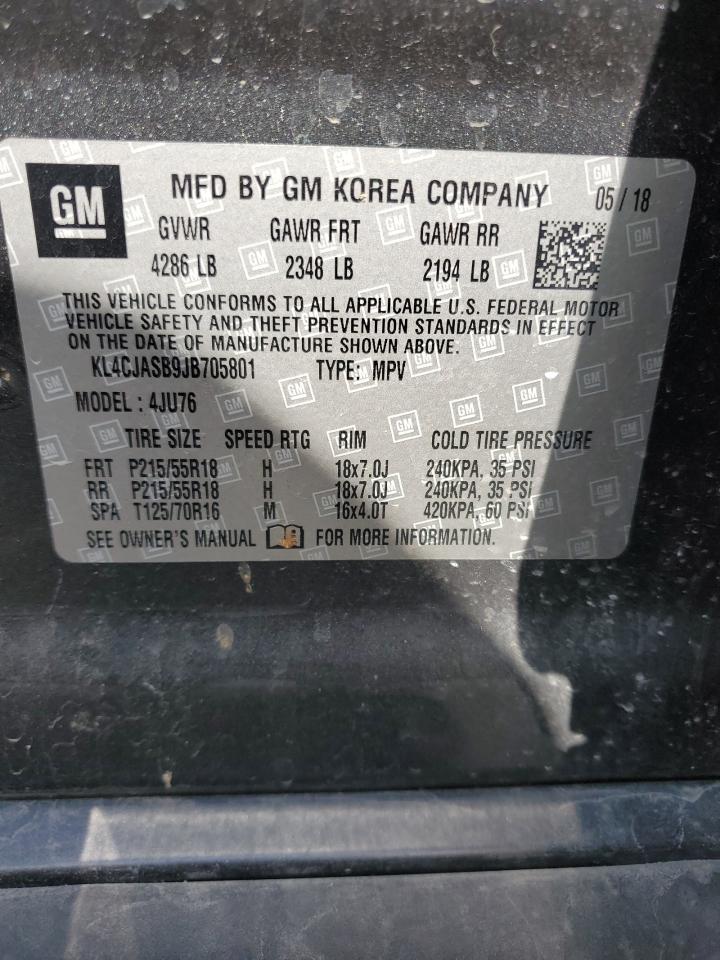 GM MFD BY GM KOREA COMPANY 05 / 18
GVWR GAWR FRT GAWR RR
4286 LB 2348 LB 2194 LB
THIS VEHICLE CONFORMS TO ALL APPLICABLE U.S. FEDERAL MOTOR
VEHICLE SAFETY AND THEFT PREVENTION STANDARDS IN EFFECT
ON THE DATE OF MANUFACTURE SHOWN ABOVE.
KL4CJASB9JB705801 TYPE: MPV
MODEL : 4JU76
TIRE SIZE SPEED RTG RIM COLD TIRE PRESSURE
FRT P215/55R18 H 18x7.0J 240KPA, 35 PSI
RR P215/55R18 H 18x7.0J 240KPA, 35 PSI
SPA T125/70R16 M 16x4.0T 420KPA, 60 PSI
SEE OWNER'S MANUAL FOR MORE INFORMATION.